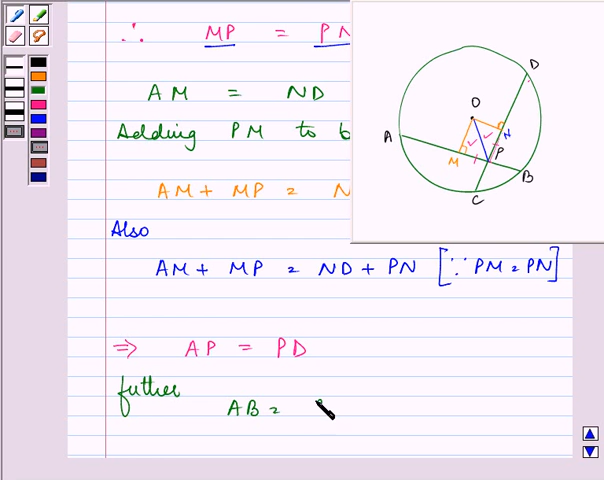 ∴ MP = PN
AM = ND
Adding PM to b
AM + MP = N
Also
AM + MP = ND + PN [∵ PM = PN]
⇒ AP = PD
futher
AB =
D
O
A
N
M
P
B
C